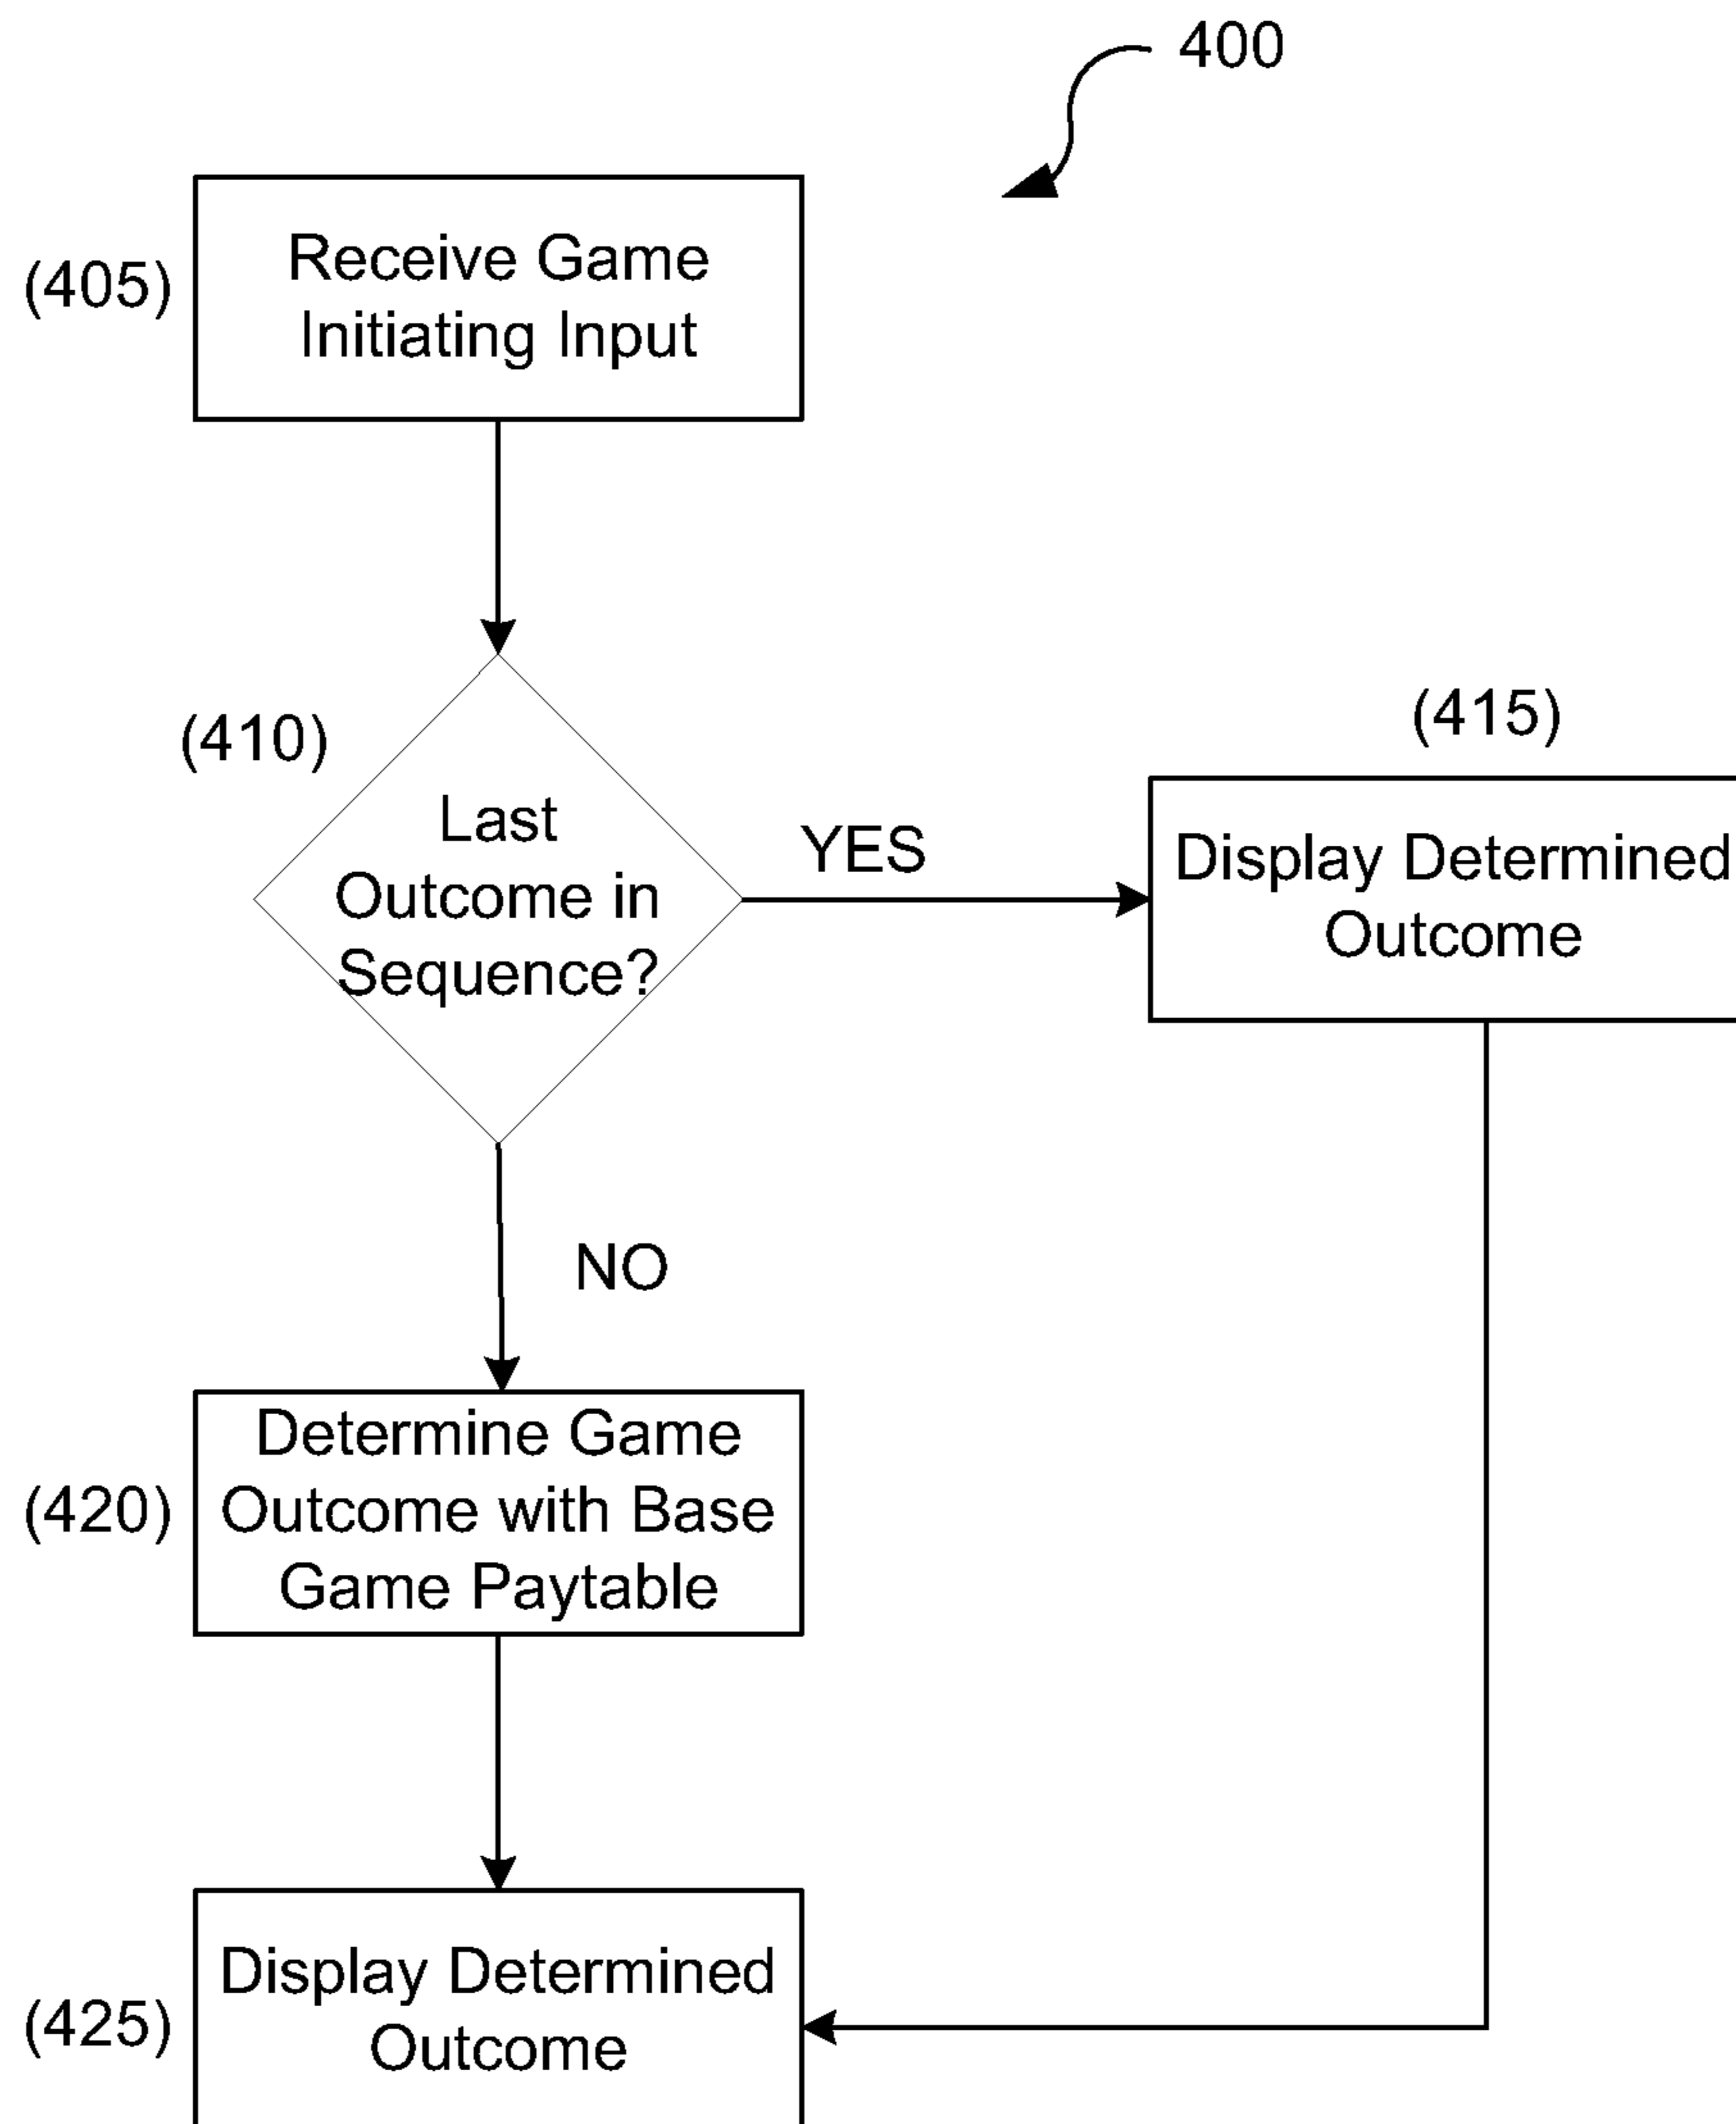 400
(405)
Receive Game
Initiating Input
(410)
Last
Outcome in
Sequence?
YES
(415)
Display Determined
Outcome
NO
(420)
Determine Game
Outcome with Base
Game Paytable
(425)
Display Determined
Outcome